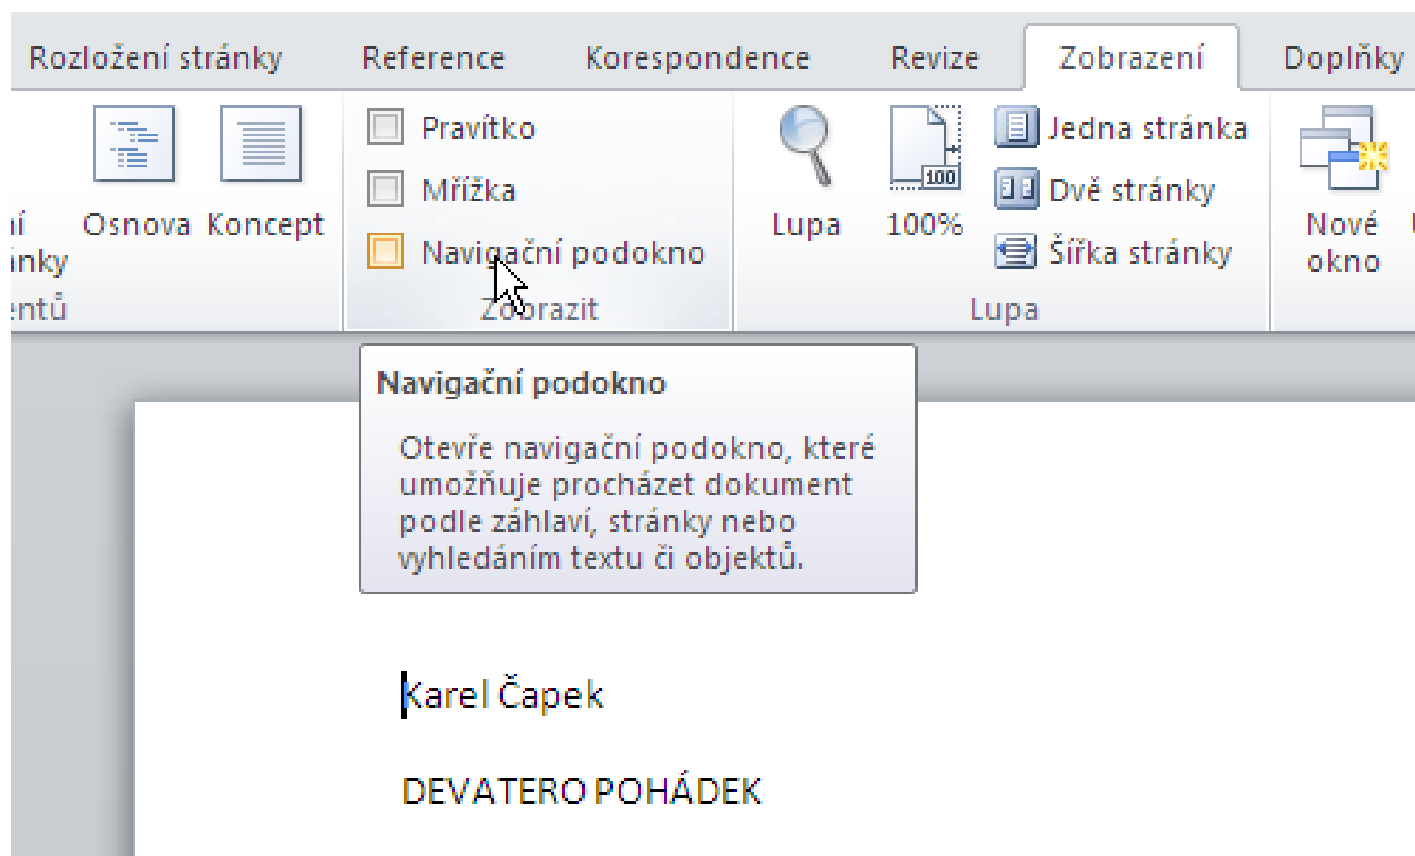 Rozložení stránky Reference Korespondence Revize Zobrazení Doplňky
Pravítko
Mřížka
Navigační podokno
Osnova Koncept
Zobrazit
Lupa
100
100%
Jedna stránka
Dvě stránky
Šířka stránky
Lupa
Nové
okno
Navigační podokno
Otevře navigační podokno, které
umožňuje procházet dokument
podle záhlaví, stránky nebo
vyhledáním textu či objektů.
Karel Čapek
DEVATERO POHÁDEK